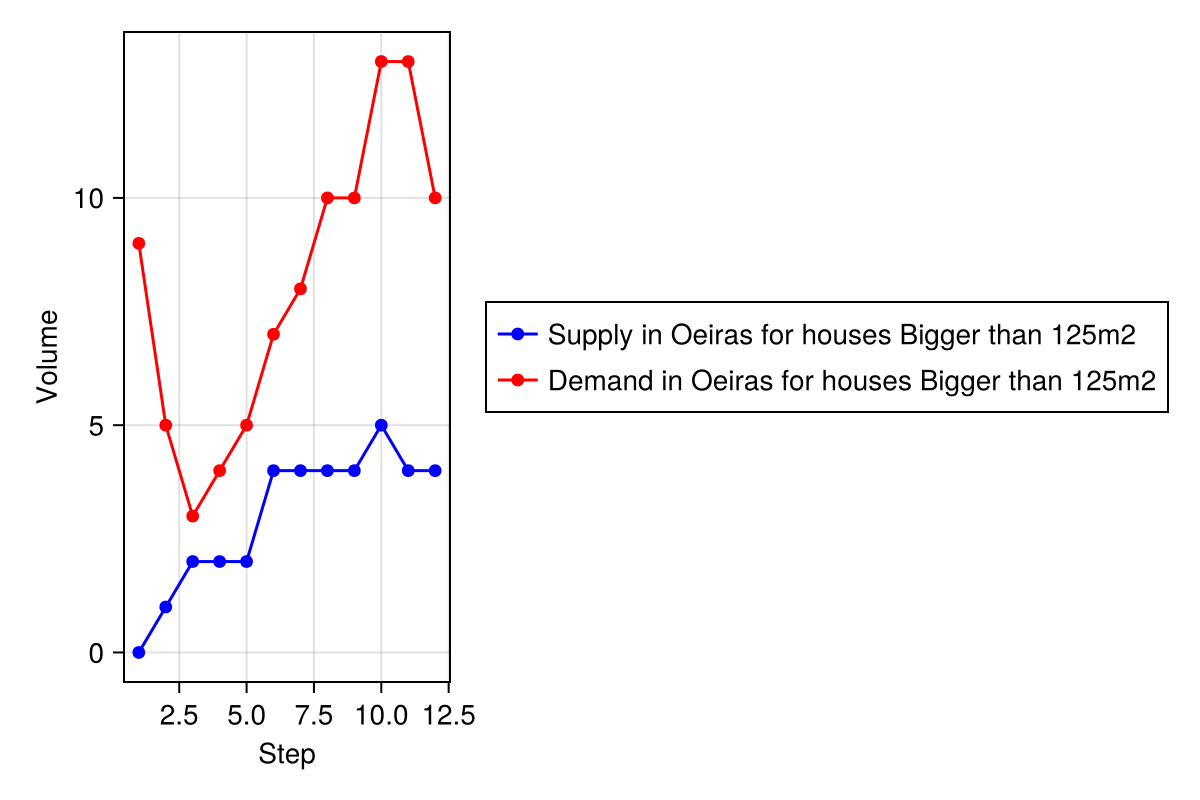 Volume
10
5
0
2.5 5.0 7.5 10.0 12.5
Step
Supply in Oeiras for houses Bigger than 125m2
Demand in Oeiras for houses Bigger than 125m2